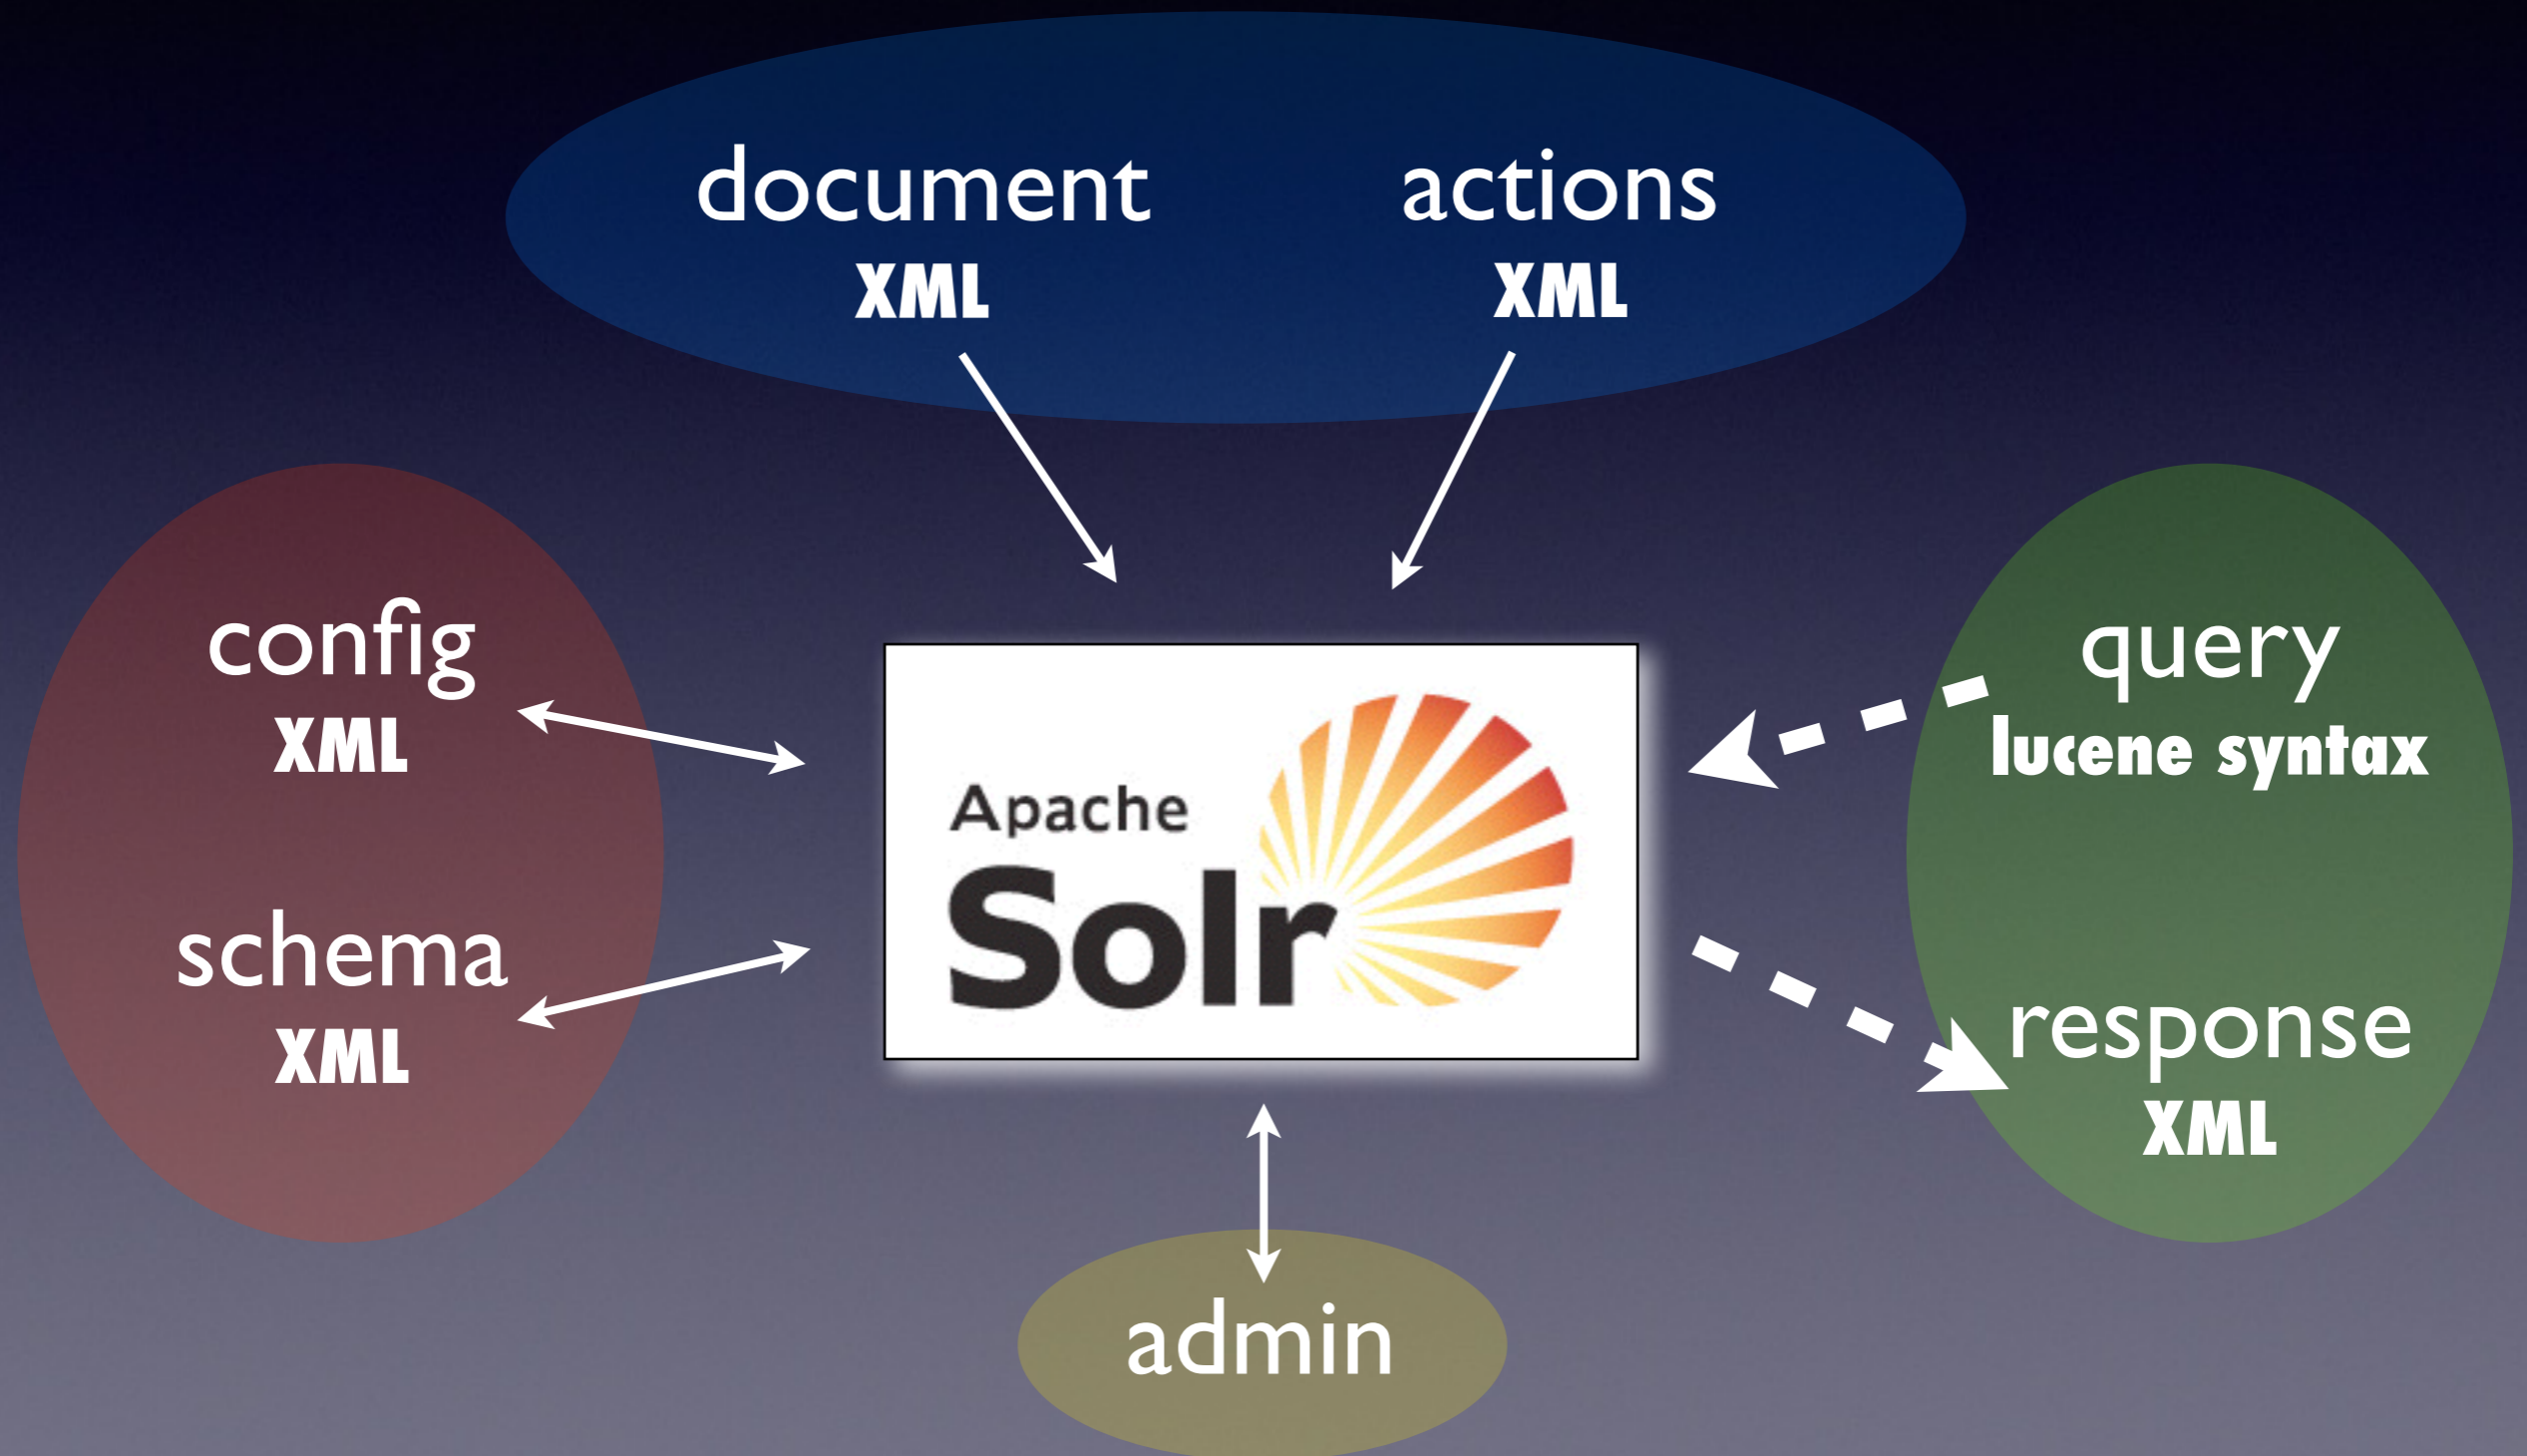 document
XML
actions
XML
config
XML
schema
XML
Apache
Solr
query
lucene syntax
response
XML
admin